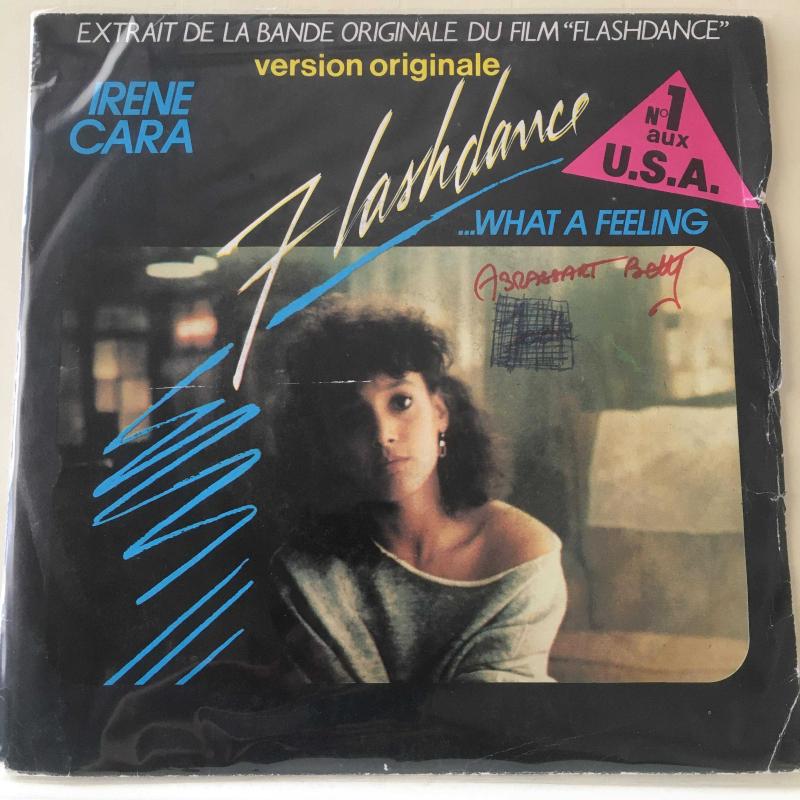 EXTRAIT DE LA BANDE ORIGINALE DU FILM "FLASHDANCE"
version originale
IRENE
CARA
Flashdance
N° 1
aux
U.S.A.
...WHAT A FEELING
Betty